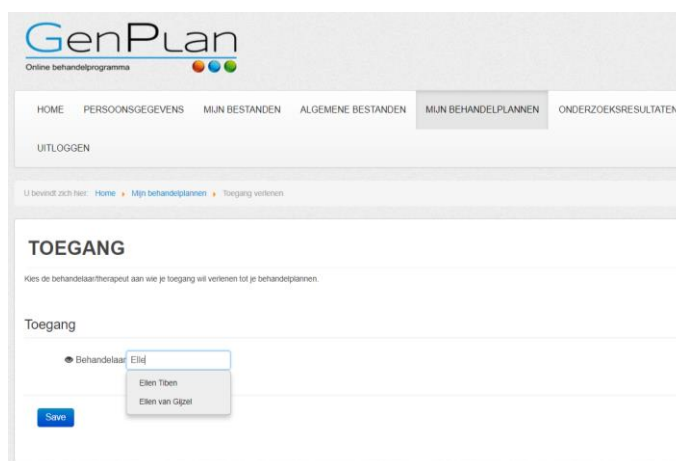 GenPlan
Online behandelprogramma
HOME PERSOONSGEGEVENS MIJN BESTANDEN ALGEMENE BESTANDEN MIJN BEHANDELPLANNEN ONDERZOEKSRESULTATEN
UITLOGGEN
U bevindt zich hier: Home Mijn behandelplannen Toegang verlenen
TOEGANG
Kies de behandelaar/therapeut aan wie je toegang wil verlenen tot je behandelplannen.
Toegang
Behandelaar Elle
Ellen Tiben
Ellen van Gijzel
Save